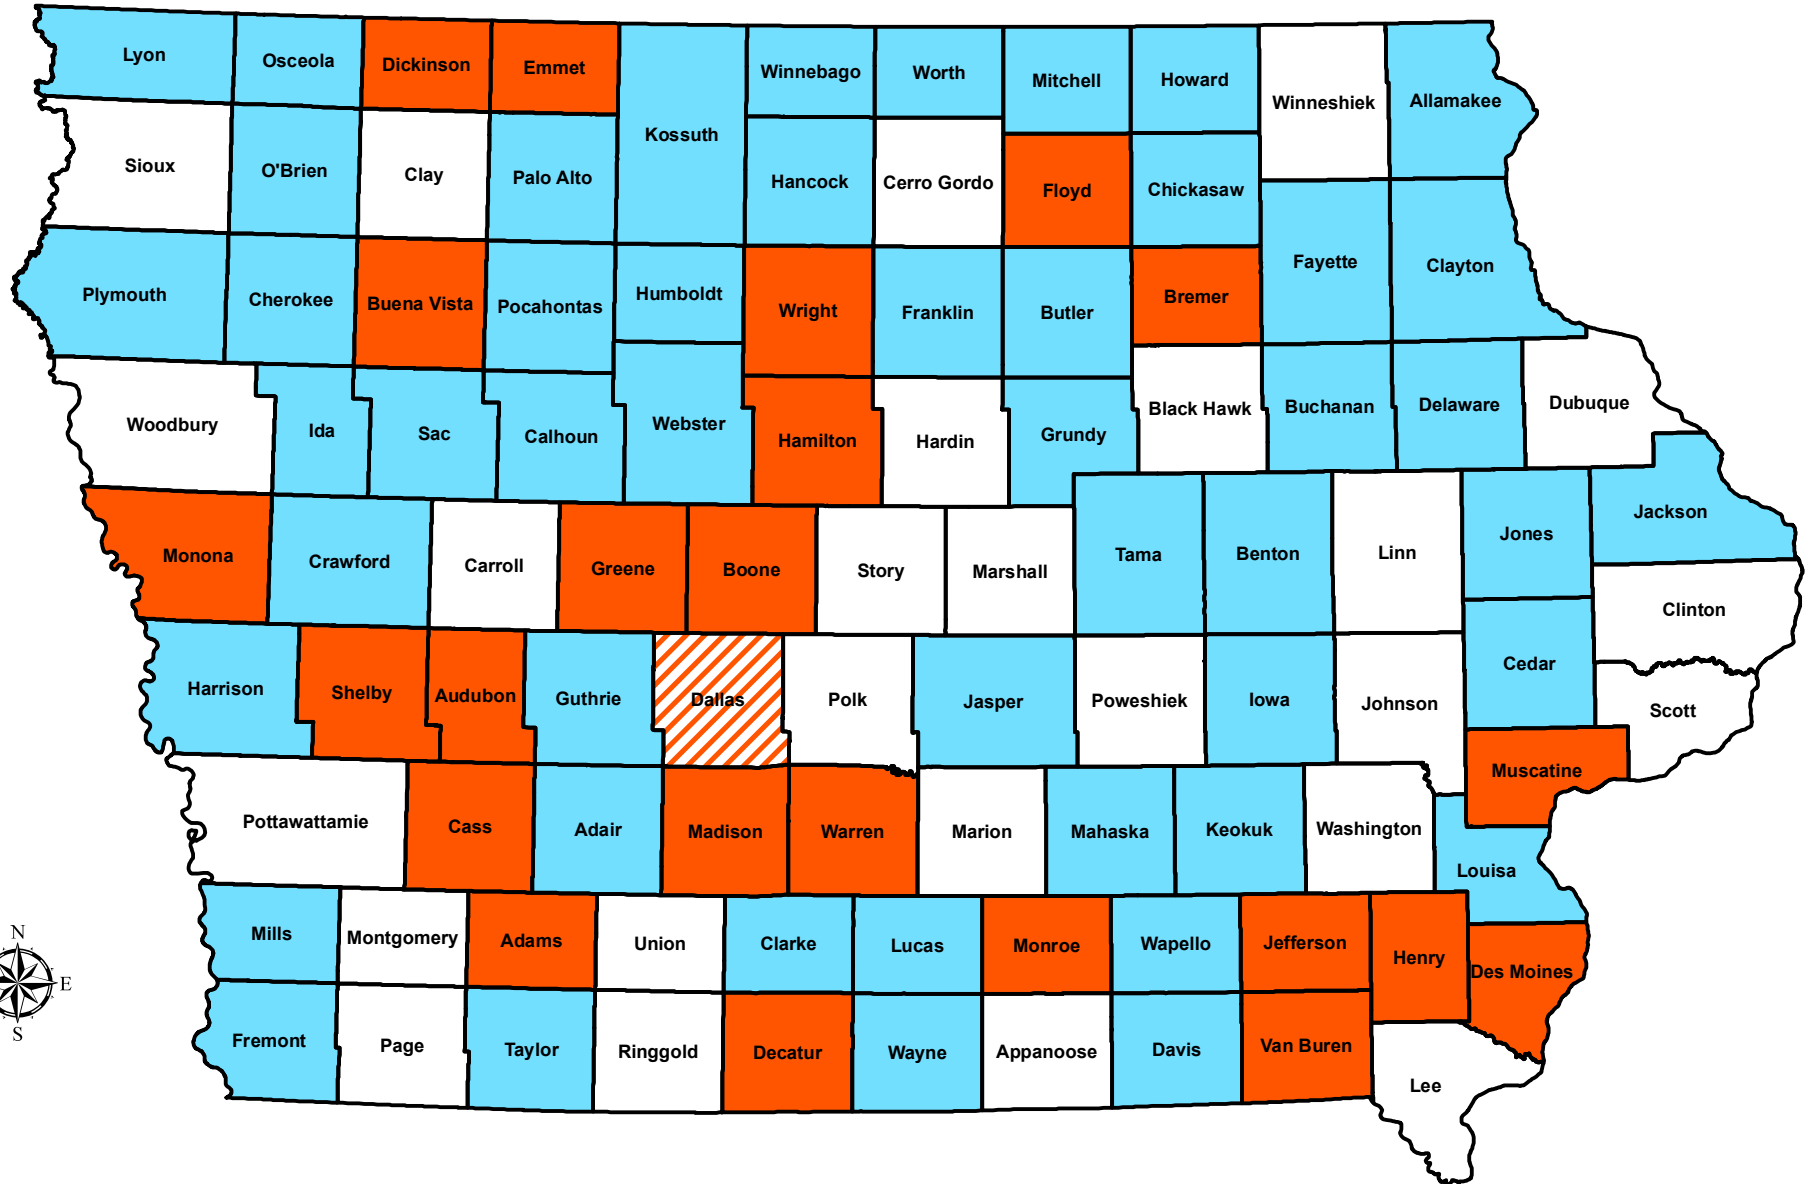 Lyon
Osceola
Dickinson
Emmet
Kossuth
Winnebago
Worth
Mitchell
Howard
Winneshiek
Allamakee
Sioux
O'Brien
Clay
Palo Alto
Hancock
Cerro Gordo
Floyd
Chickasaw
Fayette
Clayton
Plymouth
Cherokee
Buena Vista
Pocahontas
Humboldt
Wright
Franklin
Butler
Bremer
Woodbury
Ida
Sac
Calhoun
Webster
Hamilton
Hardin
Grundy
Black Hawk
Buchanan
Delaware
Dubuque
Monona
Crawford
Carroll
Greene
Boone
Story
Marshall
Tama
Benton
Linn
Jones
Jackson
Clinton
Harrison
Shelby
Audubon
Guthrie
Dallas
Polk
Jasper
Poweshiek
Iowa
Johnson
Cedar
Scott
Muscatine
Pottawattamie
Cass
Adair
Madison
Warren
Marion
Mahaska
Keokuk
Washington
Louisa
Mills
Montgomery
Adams
Union
Clarke
Lucas
Monroe
Wapello
Jefferson
Henry
Des Moines
Fremont
Page
Taylor
Ringgold
Decatur
Wayne
Appanoose
Davis
Van Buren
Lee
N
E
S